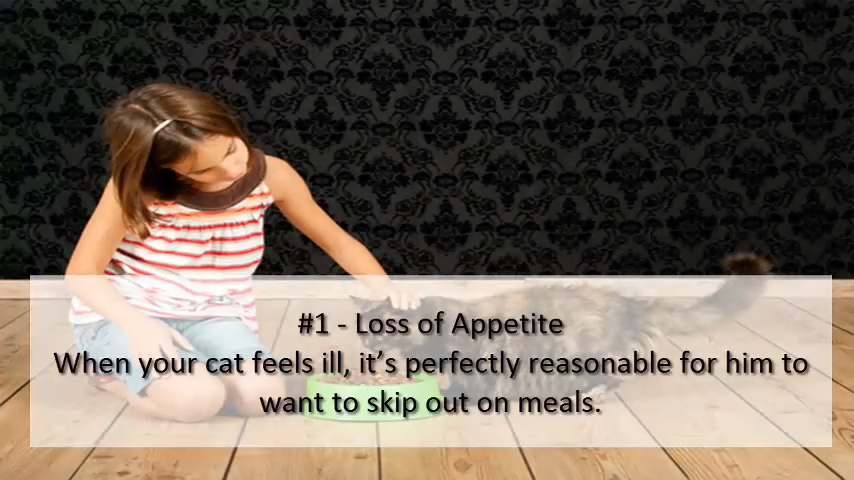 #1 - Loss of Appetite
When your cat feels ill, it’s perfectly reasonable for him to
want to skip out on meals.